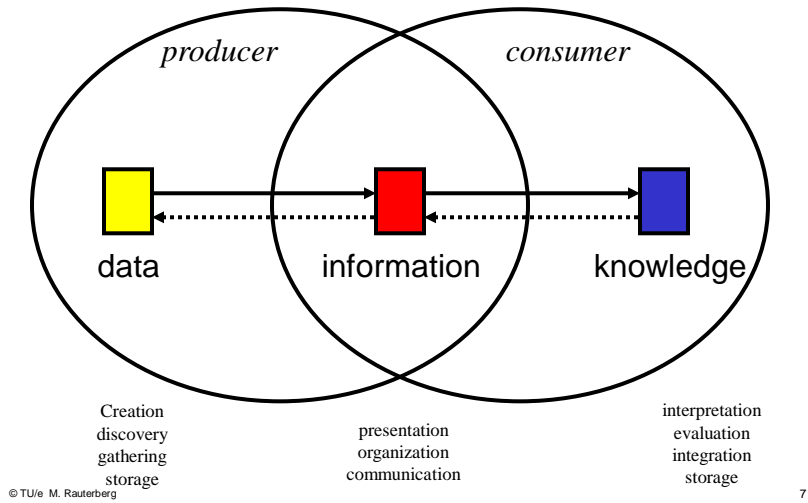 producer
consumer
data
information
knowledge
Creation
discovery
gathering
storage
presentation
organization
communication
interpretation
evaluation
integration
storage
© TU/e M. Rauterberg
7